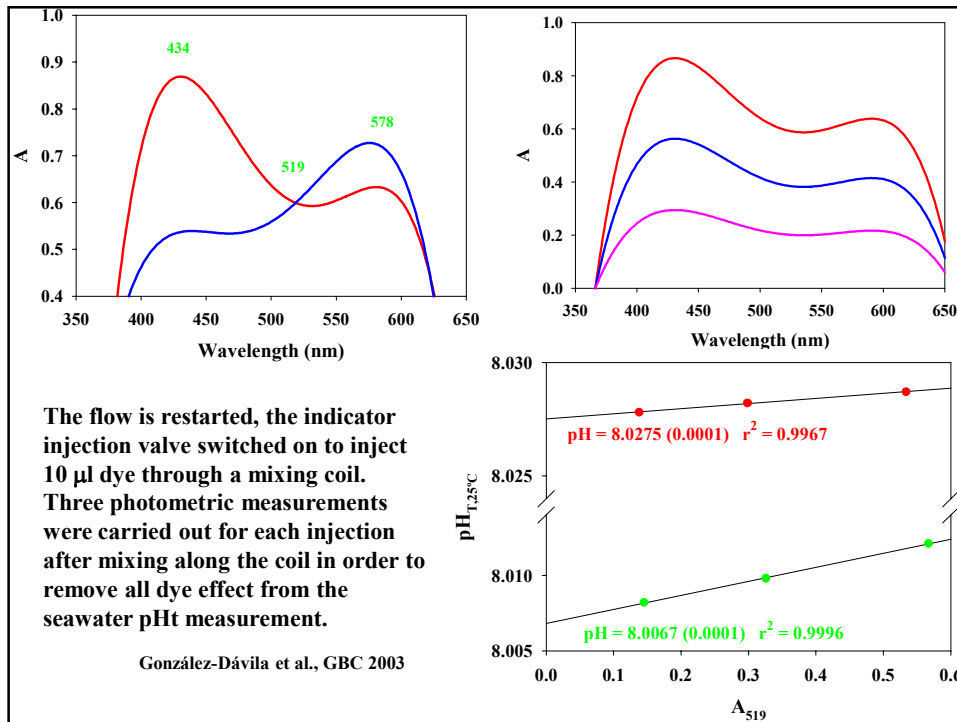 1.0
0.9
0.8
0.7
0.6
0.5
0.4
A
434
519
578
350 400 450 500 550 600 650
Wavelength (nm)
1.0
0.8
0.6
0.4
0.2
0.0
A
350 400 450 500 550 600 650
Wavelength (nm)
The flow is restarted, the indicator
injection valve switched on to inject
10 μl dye through a mixing coil.
Three photometric measurements
were carried out for each injection
after mixing along the coil in order to
remove all dye effect from the
seawater pHt measurement.
González-Dávila et al., GBC 2003
8.030
8.025
8.010
8.005
pH_T,25ºC
pH = 8.0275 (0.0001) r² = 0.9967
pH = 8.0067 (0.0001) r² = 0.9996
0.0 0.1 0.2 0.3 0.4 0.5 0.6
A₅₁₉